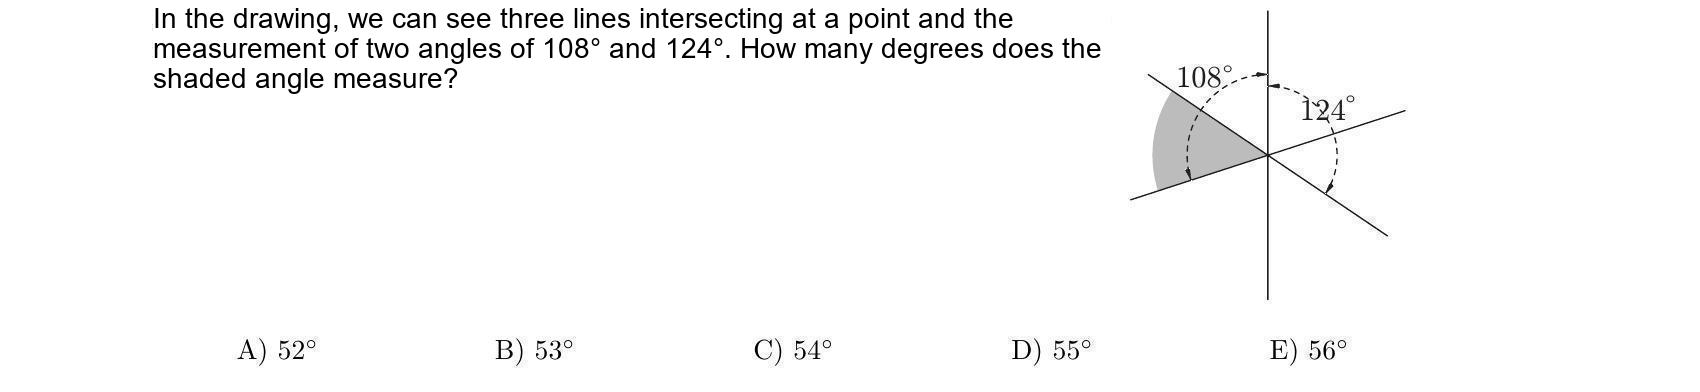 In the drawing, we can see three lines intersecting at a point and the
measurement of two angles of 108° and 124°. How many degrees does the
shaded angle measure?
108°
124°
A) 52°
B) 53°
C) 54°
D) 55°
E) 56°